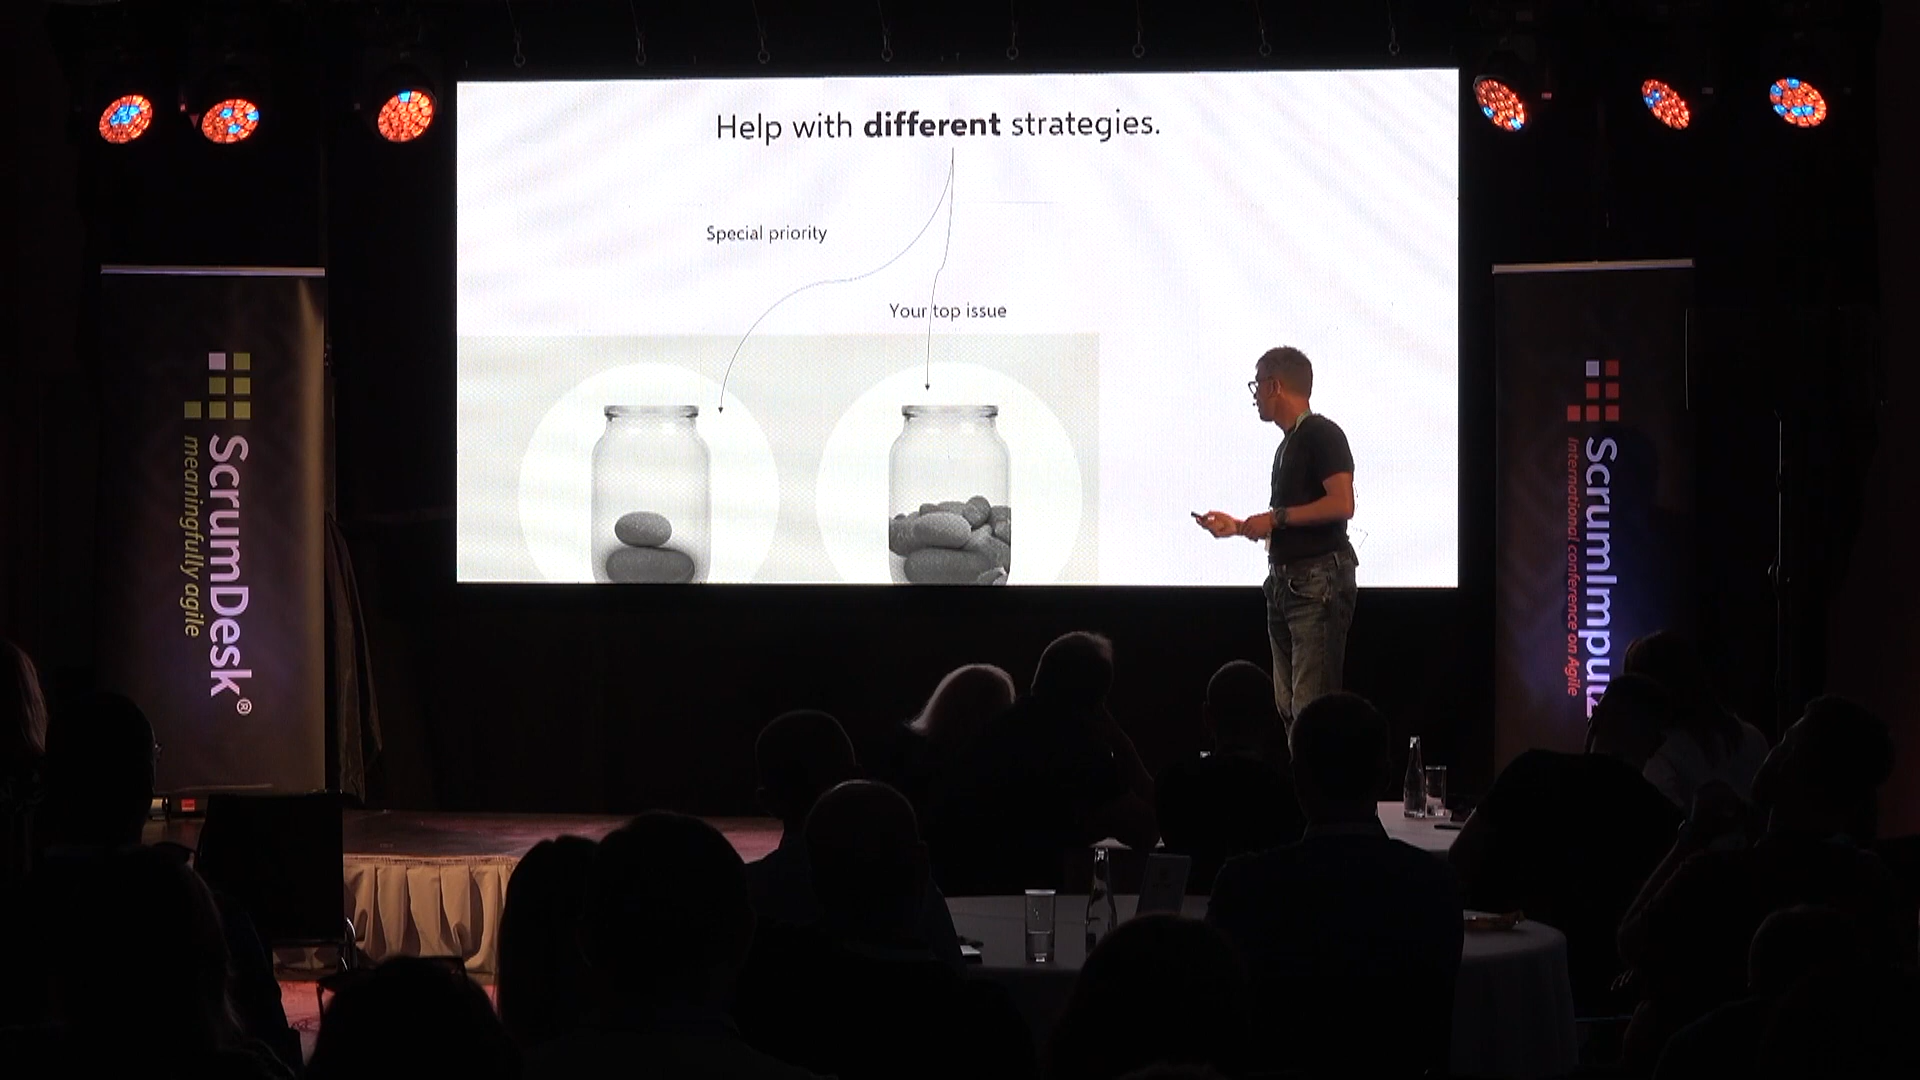 Help with different strategies.
Special priority
Your top issue
ScrumDesk®
meaningfully agile
ScrumImpulz
International conference on Agile